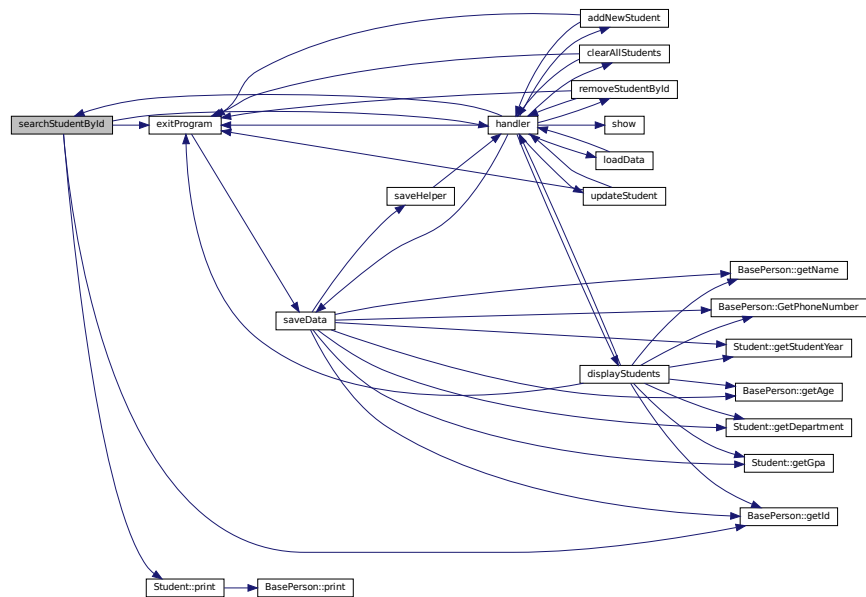 addNewStudent
clearAllStudents
removeStudentById
searchStudentById
exitProgram
handler
show
loadData
saveHelper
updateStudent
BasePerson::getName
BasePerson::GetPhoneNumber
saveData
Student::getStudentYear
displayStudents
BasePerson::getAge
Student::getDepartment
Student::getGpa
BasePerson::getId
Student::print
BasePerson::print